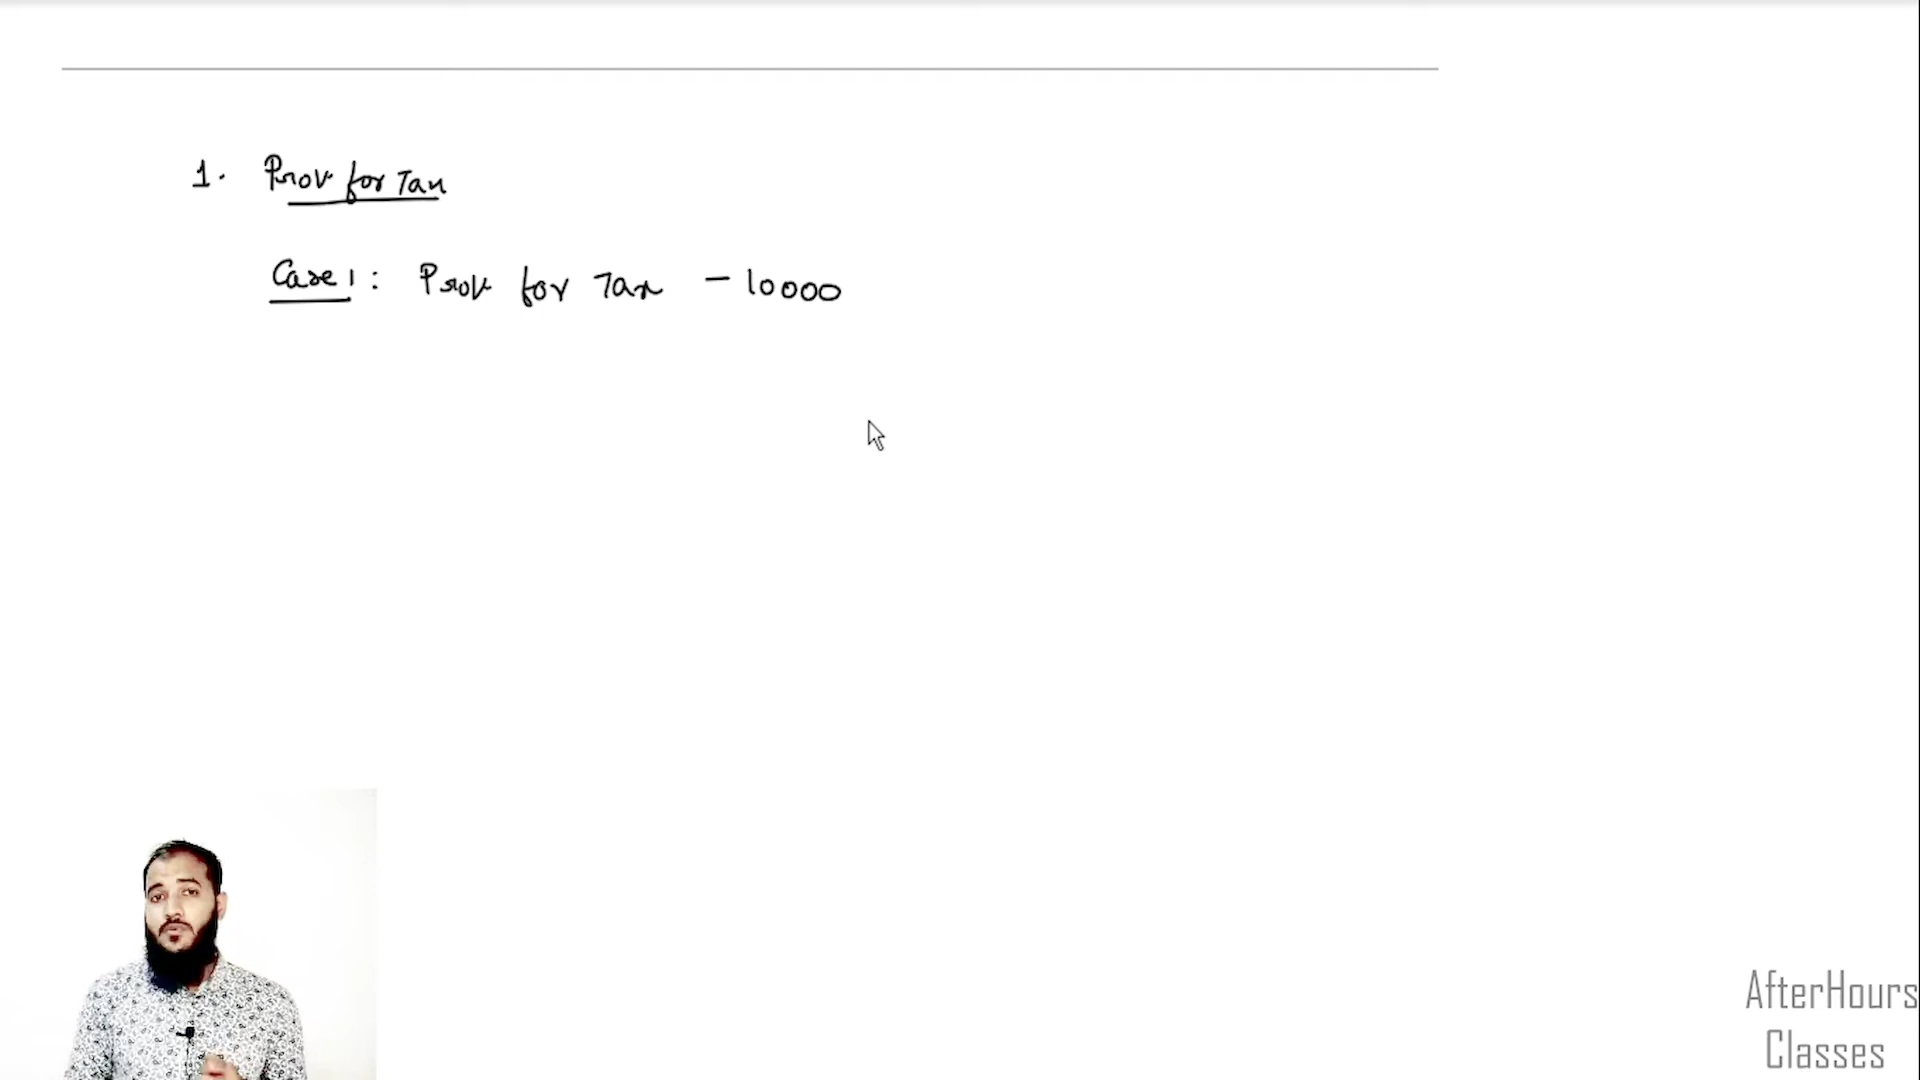 1. Prov for Tax
Case 1: Prov for Tax - 10000
AfterHours
Classes